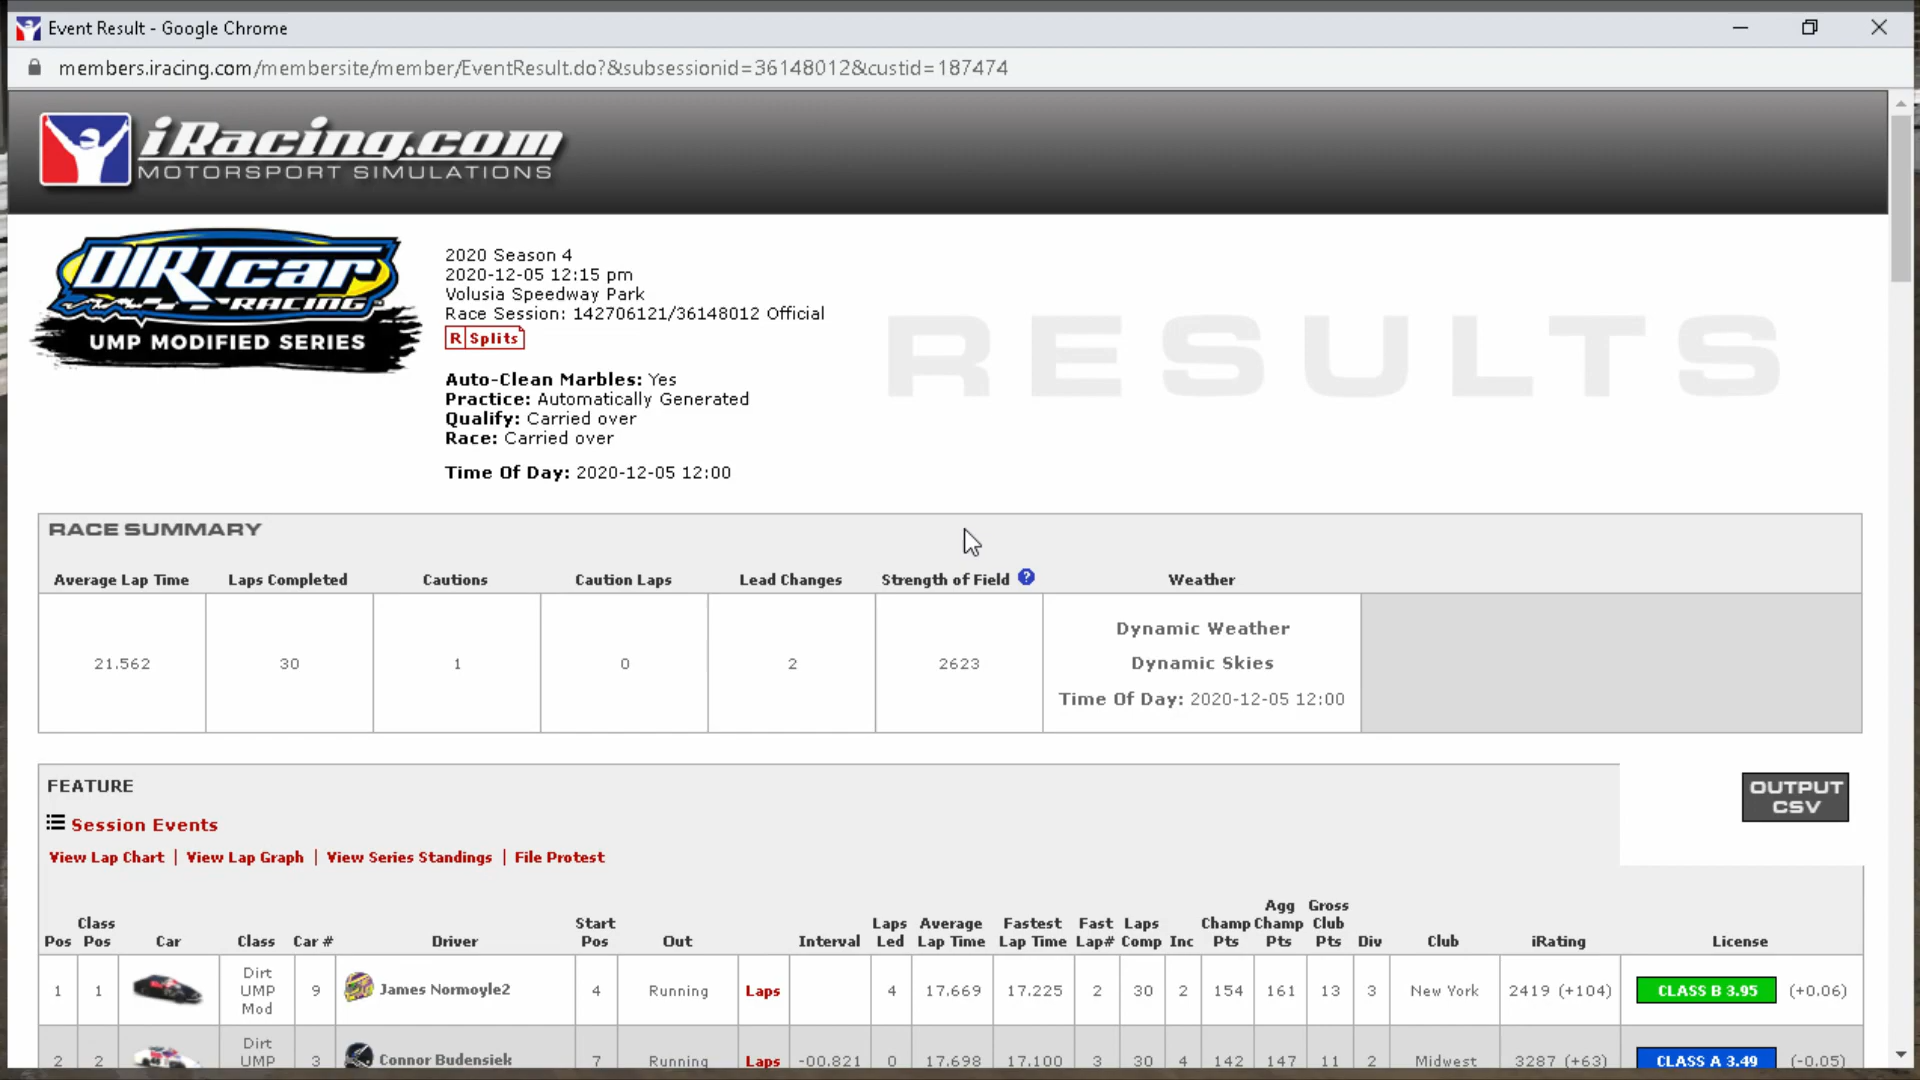 Event Result - Google Chrome
members.iracing.com/membersite/member/EventResult.do?&subsessionid=36148012&custid=187474
iRacing.com
MOTORSPORT SIMULATIONS
DIRTcar
RACING
UMP MODIFIED SERIES
2020 Season 4
2020-12-05 12:15 pm
Volusia Speedway Park
Race Session: 142706121/36148012 Official
R Splits
Auto-Clean Marbles: Yes
Practice: Automatically Generated
Qualify: Carried over
Race: Carried over
Time Of Day: 2020-12-05 12:00
RESULTS
RACE SUMMARY
Average Lap Time Laps Completed Cautions Caution Laps Lead Changes Strength of Field ? Weather
21.562 30 1 0 2 2623
Dynamic Weather
Dynamic Skies
Time Of Day: 2020-12-05 12:00
FEATURE
OUTPUT
CSV
Session Events
View Lap Chart | View Lap Graph | View Series Standings | File Protest
Pos Class Pos Car Class Car # Driver Start Pos Out Interval Laps Led Average Lap Time Fastest Lap Time Fast Lap# Laps Comp Inc Champ Pts Agg Champ Pts Gross Club Pts Div Club iRating License
1 1 Dirt UMP Mod 9 James Normoyle2 4 Running Laps 4 17.669 17.225 2 30 2 154 161 13 3 New York 2419 (+104) CLASS B 3.95 (+0.06)
2 2 Dirt UMP 3 Connor Budensiek 7 Running Laps -00.821 0 17.698 17.100 3 30 4 142 147 11 2 Midwest 3287 (+63) CLASS A 3.49 (-0.05)